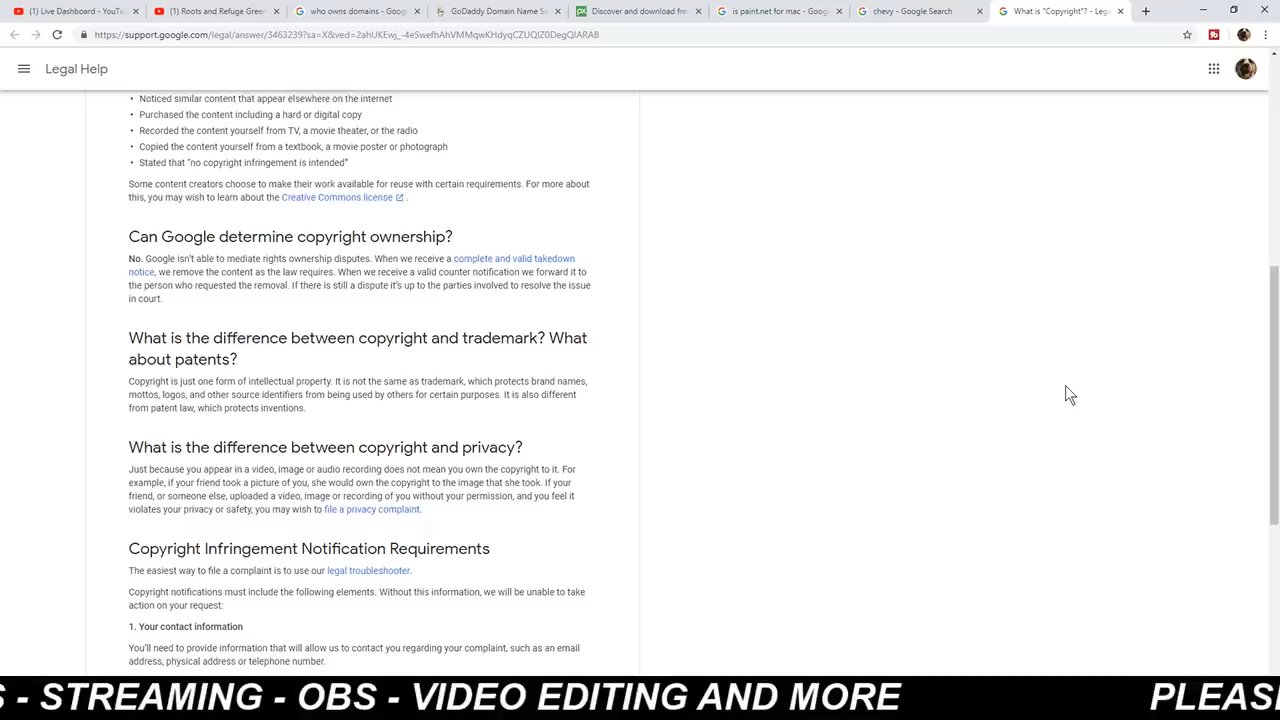 (1) Live Dashboard - YouTu
(1) Roots and Refuge Green
who owns domains - Goog
GoDaddy Domain Name Se
Discover and download fre
is paint.net for mac - Goog
chevy - Google Search
What is "Copyright"? - Leg
https://support.google.com/legal/answer/3463239?sa=X&ved=2ahUKEwj_-4eSwefhAhVMMqwKHdyqCZUQIZ0DegQIARAB
Legal Help
• Noticed similar content that appear elsewhere on the internet
• Purchased the content including a hard or digital copy
• Recorded the content yourself from TV, a movie theater, or the radio
• Copied the content yourself from a textbook, a movie poster or photograph
• Stated that “no copyright infringement is intended”
Some content creators choose to make their work available for reuse with certain requirements. For more about
this, you may wish to learn about the Creative Commons license .
Can Google determine copyright ownership?
No. Google isn’t able to mediate rights ownership disputes. When we receive a complete and valid takedown
notice, we remove the content as the law requires. When we receive a valid counter notification we forward it to
the person who requested the removal. If there is still a dispute it’s up to the parties involved to resolve the issue
in court.
What is the difference between copyright and trademark? What
about patents?
Copyright is just one form of intellectual property. It is not the same as trademark, which protects brand names,
mottos, logos, and other source identifiers from being used by others for certain purposes. It is also different
from patent law, which protects inventions.
What is the difference between copyright and privacy?
Just because you appear in a video, image or audio recording does not mean you own the copyright to it. For
example, if your friend took a picture of you, she would own the copyright to the image that she took. If your
friend, or someone else, uploaded a video, image or recording of you without your permission, and you feel it
violates your privacy or safety, you may wish to file a privacy complaint.
Copyright Infringement Notification Requirements
The easiest way to file a complaint is to use our legal troubleshooter.
Copyright notifications must include the following elements. Without this information, we will be unable to take
action on your request:
1. Your contact information
You’ll need to provide information that will allow us to contact you regarding your complaint, such as an email
address, physical address or telephone number.
S - STREAMING - OBS - VIDEO EDITING AND MORE PLEAS